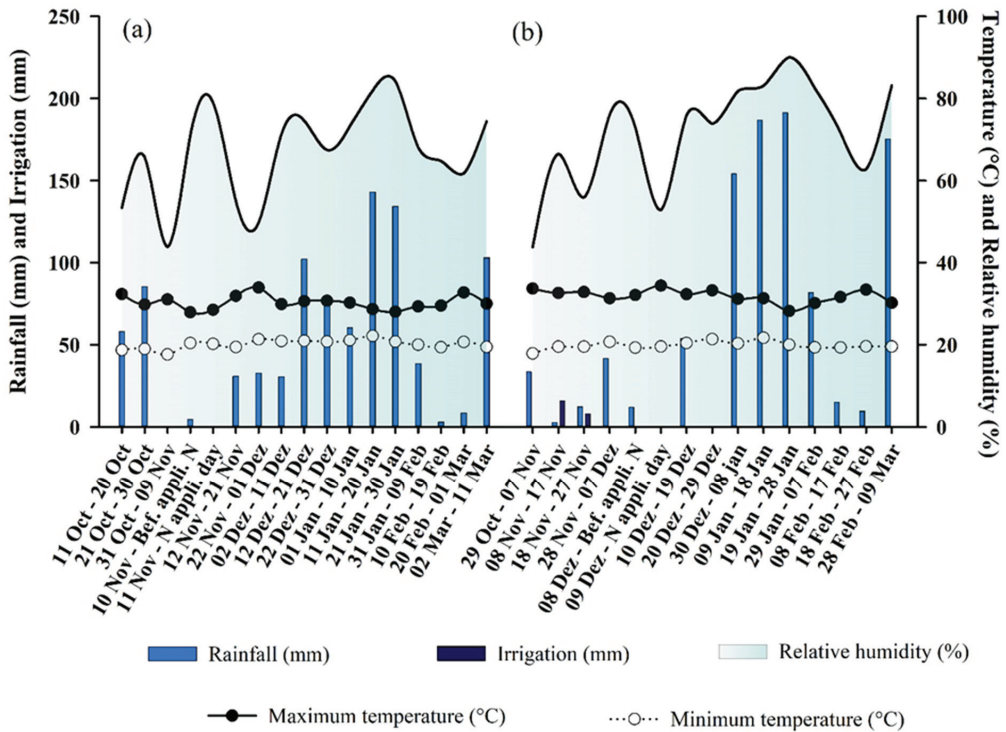 (a)
(b)
Rainfall (mm) and Irrigation (mm)
250
200
150
100
50
0
Temperature (°C) and Relative humidity (%)
100
80
60
40
20
0
11 Oct - 20 Oct
21 Oct - 30 Oct
31 Oct - 09 Nov
10 Nov - Bef. appli. N
11 Nov - N appli. day
12 Nov - 21 Nov
22 Nov - 01 Dez
02 Dez - 11 Dez
12 Dez - 21 Dez
22 Dez - 31 Dez
01 Jan - 10 Jan
11 Jan - 20 Jan
21 Jan - 30 Jan
31 Jan - 09 Feb
10 Feb - 19 Feb
20 Feb - 01 Mar
02 Mar - 11 Mar
29 Oct - 07 Nov
08 Nov - 17 Nov
18 Nov - 27 Nov
28 Nov - 07 Dez
08 Dez - Bef. appli. N
09 Dez - N appli. day
10 Dez - 19 Dez
20 Dez - 29 Dez
30 Dez - 08 jan
09 Jan - 18 Jan
19 Jan - 28 Jan
29 Jan - 07 Feb
08 Feb - 17 Feb
18 Feb - 27 Feb
28 Feb - 09 Mar
Rainfall (mm)
Irrigation (mm)
Relative humidity (%)
Maximum temperature (°C)
Minimum temperature (°C)